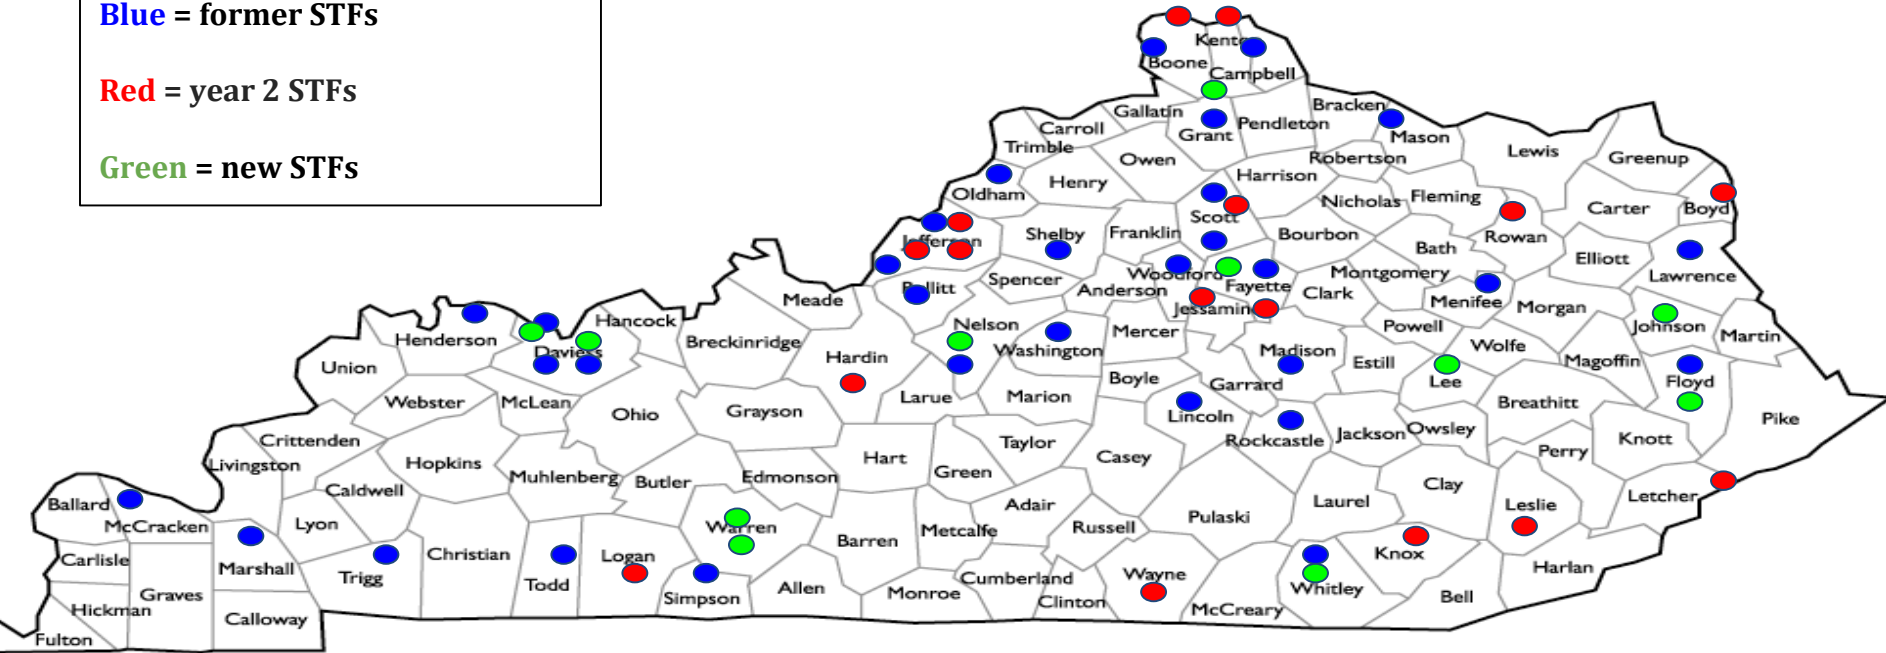 Blue = former STFs
Red = year 2 STFs
Green = new STFs
Boone
Campbell
Gallatin
Carroll
Trimble
Grant
Pendleton
Bracken
Mason
Lewis
Greenup
Owen
Robertson
Henry
Harrison
Oldham
Nicholas
Fleming
Carter
Boyd
Scott
Jefferson
Shelby
Franklin
Bourbon
Rowan
Bath
Elliott
Spencer
Woodford
Montgomery
Lawrence
Anderson
Fayette
Clark
Menifee
Morgan
Bullitt
Meade
Jessamine
Nelson
Mercer
Powell
Johnson
Martin
Hancock
Henderson
Daviess
Breckinridge
Hardin
Washington
Madison
Estill
Wolfe
Magoffin
Union
Boyle
Garrard
Lee
Floyd
Webster
McLean
Ohio
Grayson
Larue
Marion
Lincoln
Breathitt
Pike
Crittenden
Taylor
Rockcastle
Jackson
Owsley
Knott
Livingston
Hopkins
Hart
Green
Casey
Perry
Muhlenberg
Butler
Edmonson
Caldwell
Clay
Letcher
Ballard
McCracken
Lyon
Warren
Adair
Laurel
Leslie
Metcalfe
Russell
Pulaski
Barren
Carlisle
Marshall
Christian
Logan
Knox
Trigg
Todd
Cumberland
Wayne
Harlan
Graves
Simpson
Allen
Monroe
Clinton
Whitley
Bell
Hickman
McCreary
Calloway
Fulton